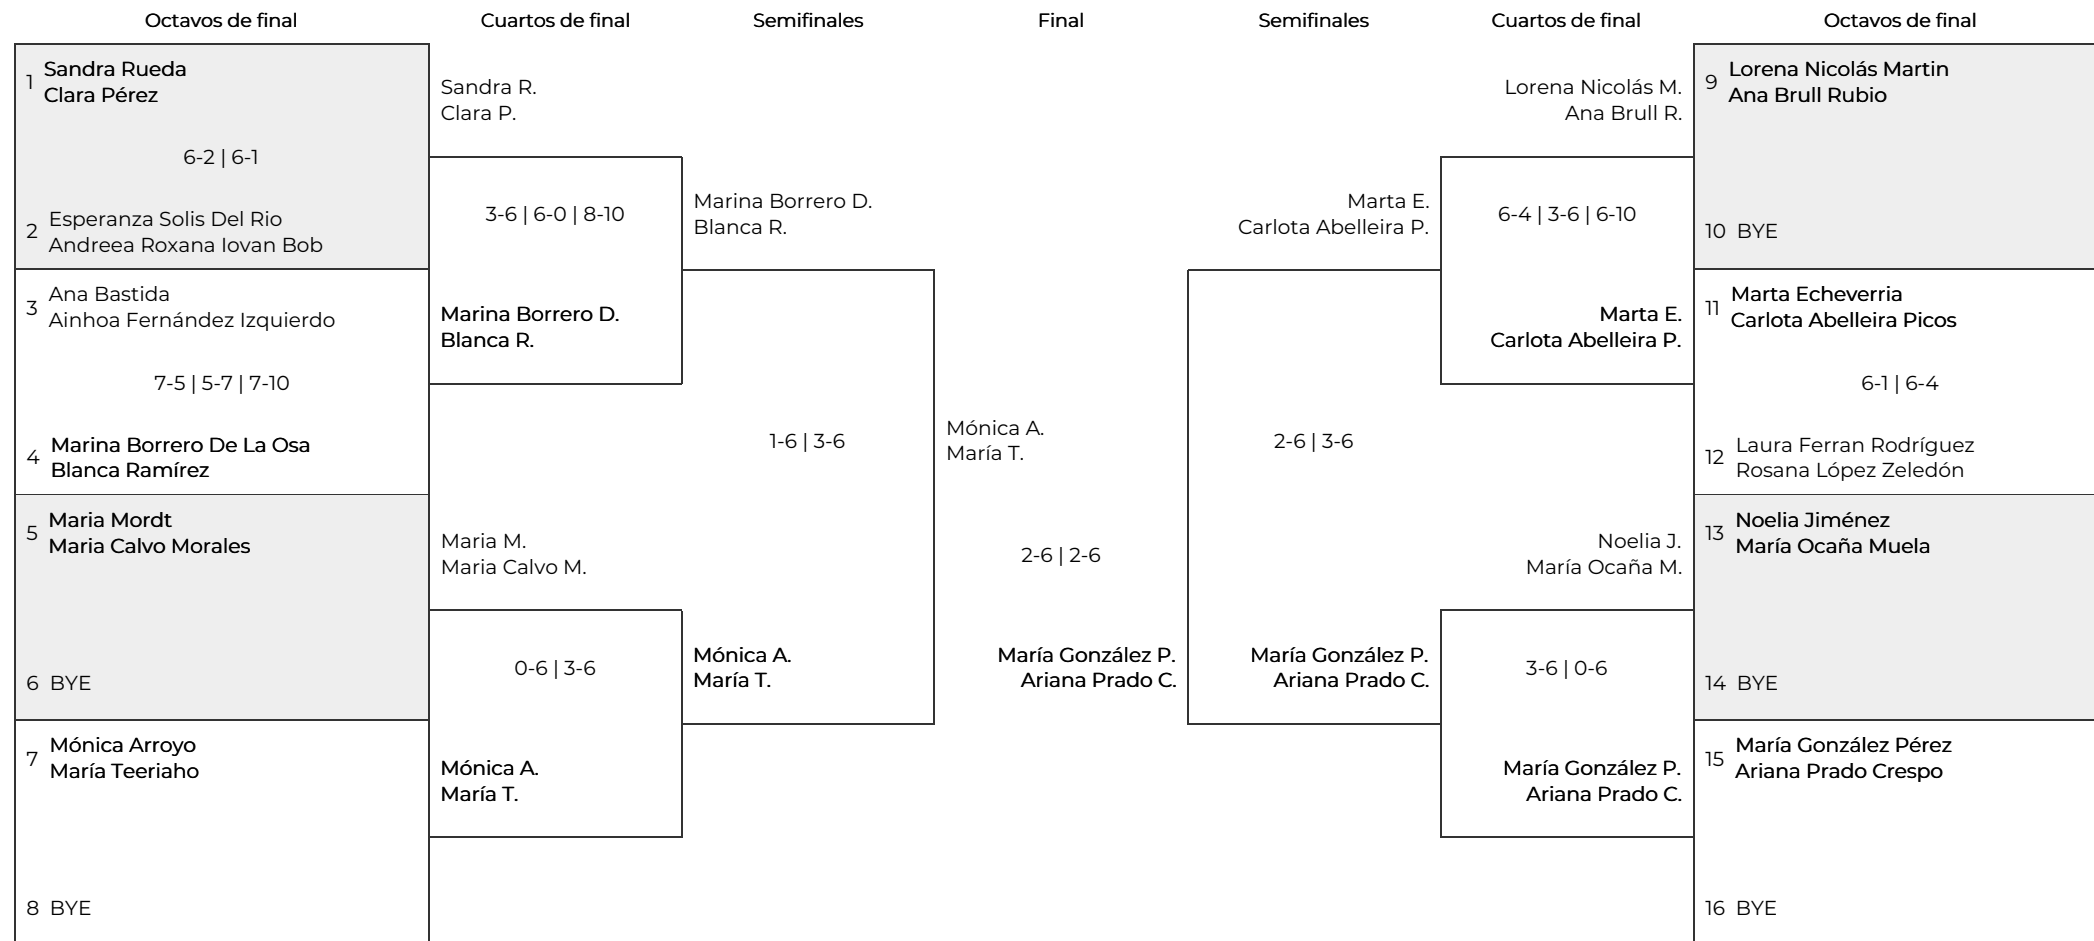 Octavos de final
Cuartos de final
Semifinales
Final
Semifinales
Cuartos de final
Octavos de final
1
Sandra Rueda
Clara Pérez
6-2 | 6-1
2
Esperanza Solis Del Rio
Andreea Roxana Iovan Bob
3
Ana Bastida
Ainhoa Fernández Izquierdo
7-5 | 5-7 | 7-10
4
Marina Borrero De La Osa
Blanca Ramírez
5
Maria Mordt
Maria Calvo Morales
6 BYE
7
Mónica Arroyo
María Teeriaho
8 BYE
Sandra R.
Clara P.
3-6 | 6-0 | 8-10
Marina Borrero D.
Blanca R.
Maria M.
Maria Calvo M.
0-6 | 3-6
Mónica A.
María T.
Marina Borrero D.
Blanca R.
1-6 | 3-6
Mónica A.
María T.
Mónica A.
María T.
2-6 | 2-6
María González P.
Ariana Prado C.
Marta E.
Carlota Abelleira P.
2-6 | 3-6
María González P.
Ariana Prado C.
Lorena Nicolás M.
Ana Brull R.
6-4 | 3-6 | 6-10
Marta E.
Carlota Abelleira P.
Noelia J.
María Ocaña M.
3-6 | 0-6
María González P.
Ariana Prado C.
9
Lorena Nicolás Martin
Ana Brull Rubio
10 BYE
11
Marta Echeverria
Carlota Abelleira Picos
6-1 | 6-4
12
Laura Ferran Rodríguez
Rosana López Zeledón
13
Noelia Jiménez
María Ocaña Muela
14 BYE
15
María González Pérez
Ariana Prado Crespo
16 BYE